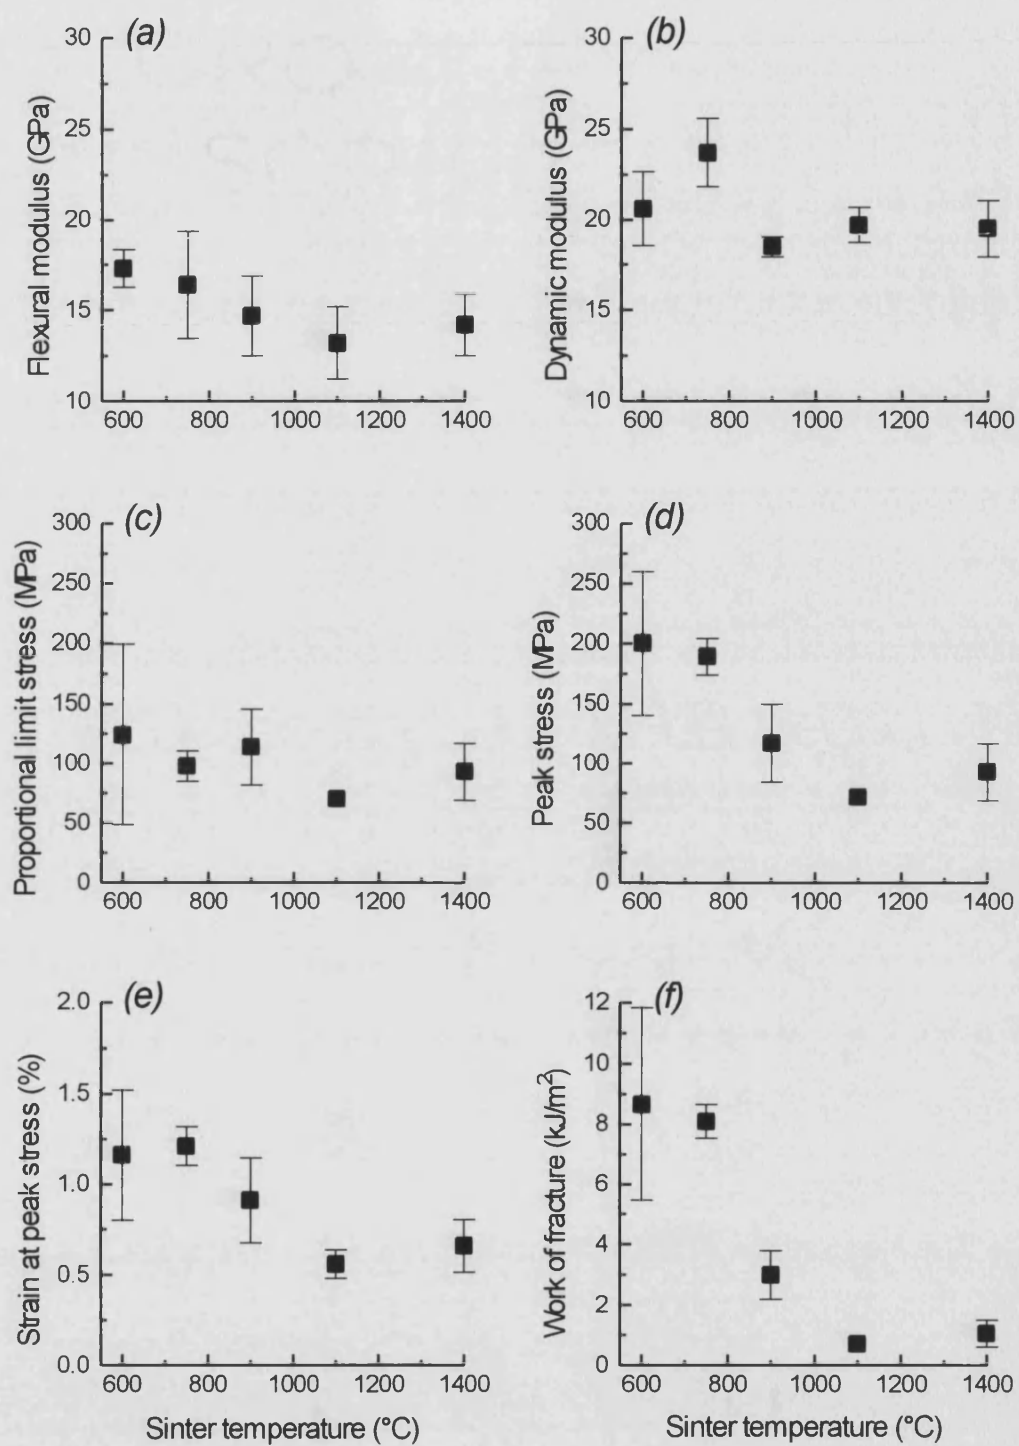 (a)
30
25
20
15
10
Flexural modulus (GPa)
600 800 1000 1200 1400
(b)
30
25
20
15
10
Dynamic modulus (GPa)
600 800 1000 1200 1400
(c)
300
250
200
150
100
50
0
Proportional limit stress (MPa)
600 800 1000 1200 1400
(d)
300
250
200
150
100
50
0
Peak stress (MPa)
600 800 1000 1200 1400
(e)
2.0
1.5
1.0
0.5
0.0
Strain at peak stress (%)
600 800 1000 1200 1400
Sinter temperature (°C)
(f)
12
10
8
6
4
2
0
Work of fracture (kJ/m²)
600 800 1000 1200 1400
Sinter temperature (°C)